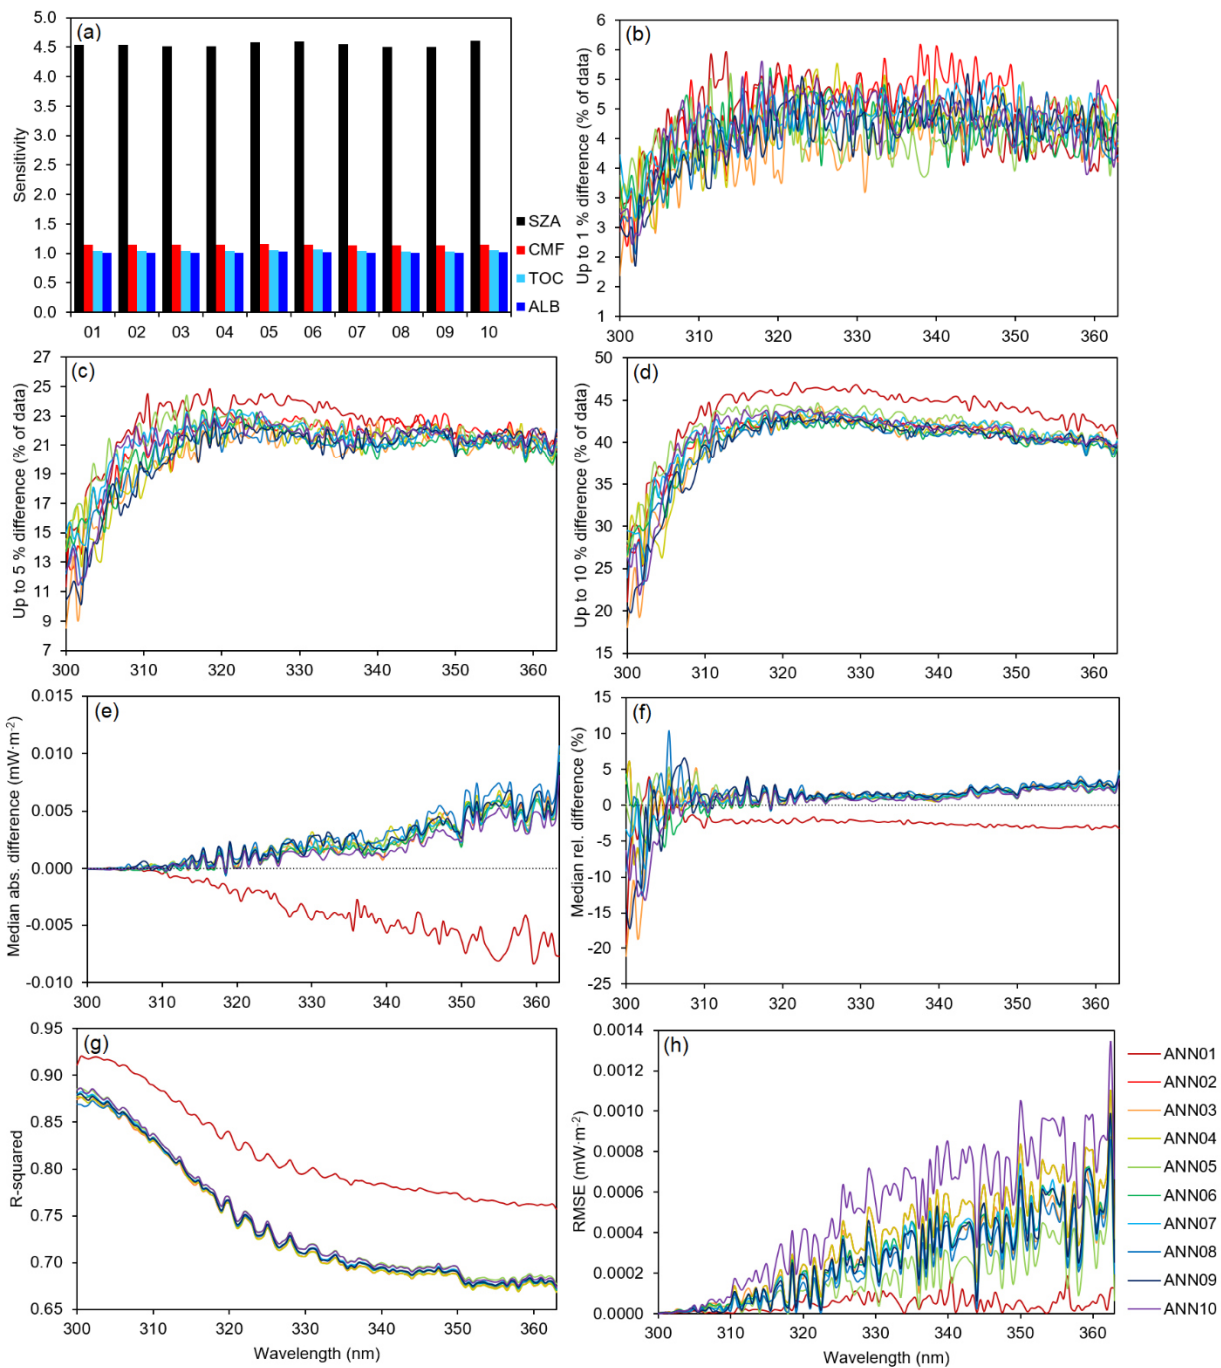 (a)
5.0
4.5
4.0
3.5
3.0
2.5
2.0
1.5
1.0
0.5
0.0
Sensitivity
01 02 03 04 05 06 07 08 09 10
SZA
CMF
TOC
ALB
(b)
6
6
5
5
4
4
3
3
2
2
1
Up to 1 % difference (% of data)
300 310 320 330 340 350 360
(c)
27
25
23
21
19
17
15
13
11
9
7
Up to 5 % difference (% of data)
300 310 320 330 340 350 360
(d)
50
45
40
35
30
25
20
15
Up to 10 % difference (% of data)
300 310 320 330 340 350 360
(e)
0.015
0.010
0.005
0.000
-0.005
-0.010
Median abs. difference (mW·m-2)
300 310 320 330 340 350 360
(f)
15
10
5
0
-5
-10
-15
-20
-25
Median rel. difference (%)
300 310 320 330 340 350 360
(g)
0.95
0.90
0.85
0.80
0.75
0.70
0.65
R-squared
300 310 320 330 340 350 360
Wavelength (nm)
(h)
0.0014
0.0012
0.0010
0.0008
0.0006
0.0004
0.0002
0.0000
RMSE (mW·m-2)
300 310 320 330 340 350 360
Wavelength (nm)
ANN01
ANN02
ANN03
ANN04
ANN05
ANN06
ANN07
ANN08
ANN09
ANN10